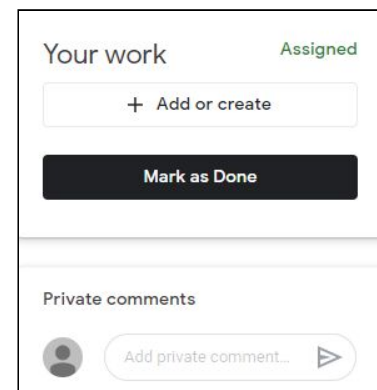 Your work
Assigned
+ Add or create
Mark as Done
Private comments
Add private comment...